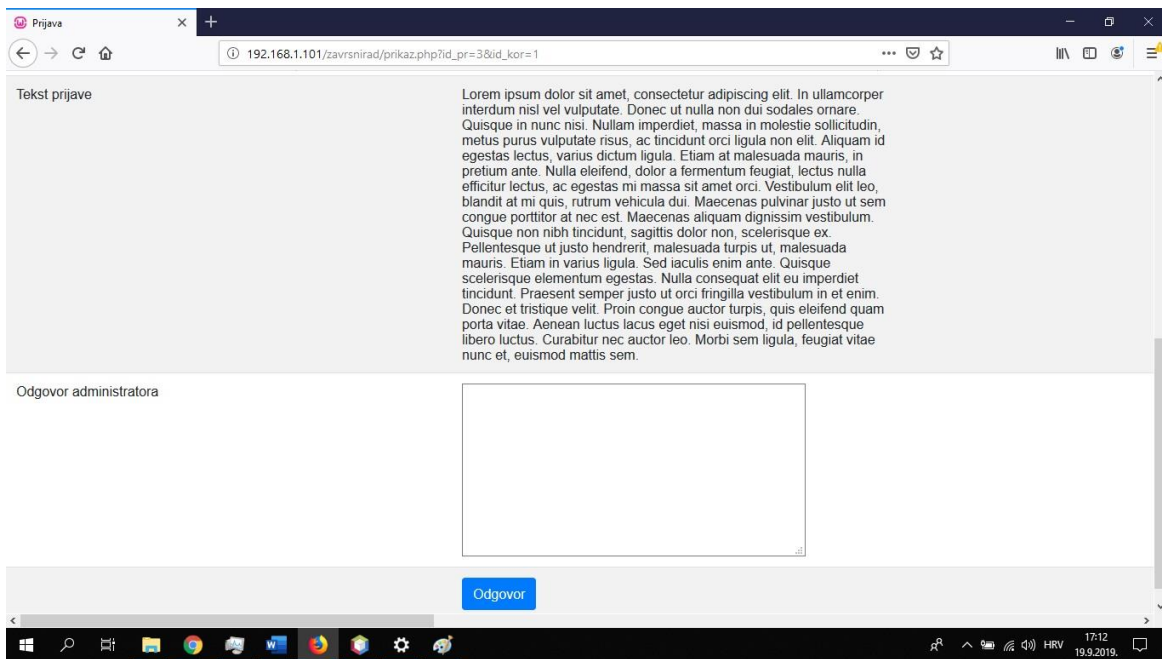 Prijava
192.168.1.101/zavrsnirad/prikaz.php?id_pr=3&id_kor=1
Tekst prijave
Lorem ipsum dolor sit amet, consectetur adipiscing elit. In ullamcorper
interdum nisl vel vulputate. Donec ut nulla non dui sodales ornare.
Quisque in nunc nisi. Nullam imperdiet, massa in molestie sollicitudin,
metus purus vulputate risus, ac tincidunt orci ligula non elit. Aliquam id
egestas lectus, varius dictum ligula. Etiam at malesuada mauris, in
pretium ante. Nulla eleifend, dolor a fermentum feugiat, lectus nulla
efficitur lectus, ac egestas mi massa sit amet orci. Vestibulum elit leo,
blandit at mi quis, rutrum vehicula dui. Maecenas pulvinar justo ut sem
congue porttitor at nec est. Maecenas aliquam dignissim vestibulum.
Quisque non nibh tincidunt, sagittis dolor non, scelerisque ex.
Pellentesque ut justo hendrerit, malesuada turpis ut, malesuada
mauris. Etiam in varius ligula. Sed iaculis enim ante. Quisque
scelerisque elementum egestas. Nulla consequat elit eu imperdiet
tincidunt. Praesent semper justo ut orci fringilla vestibulum in et enim.
Donec et tristique velit. Proin congue auctor turpis, quis eleifend quam
porta vitae. Aenean luctus lacus eget nisi euismod, id pellentesque
libero luctus. Curabitur nec auctor leo. Morbi sem ligula, feugiat vitae
nunc et, euismod mattis sem.
Odgovor administratora
Odgovor
HRV
17:12
19.9.2019.